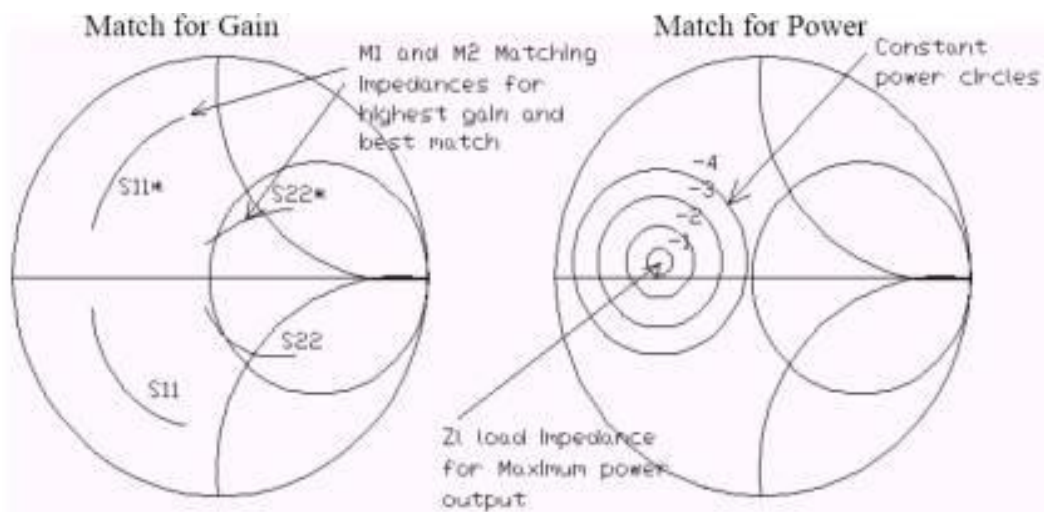 Match for Gain
M1 and M2 Matching
Impedances for
highest gain and
best match
S11*
S22*
S22
S11
Match for Power
Constant
power circles
-4
-3
-2
-1
Zl load Impedance
for Maximum power
output